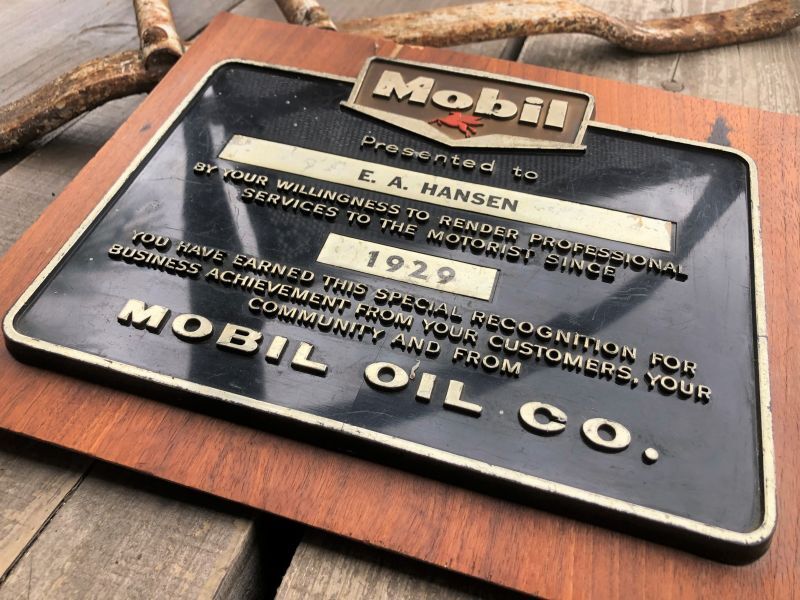 Mobil
Presented to
E. A. HANSEN
BY YOUR WILLINGNESS TO RENDER PROFESSIONAL
SERVICES TO THE MOTORIST SINCE
1929
YOU HAVE EARNED THIS SPECIAL RECOGNITION FOR
BUSINESS ACHIEVEMENT FROM YOUR CUSTOMERS, YOUR
COMMUNITY AND FROM
MOBIL OIL CO.